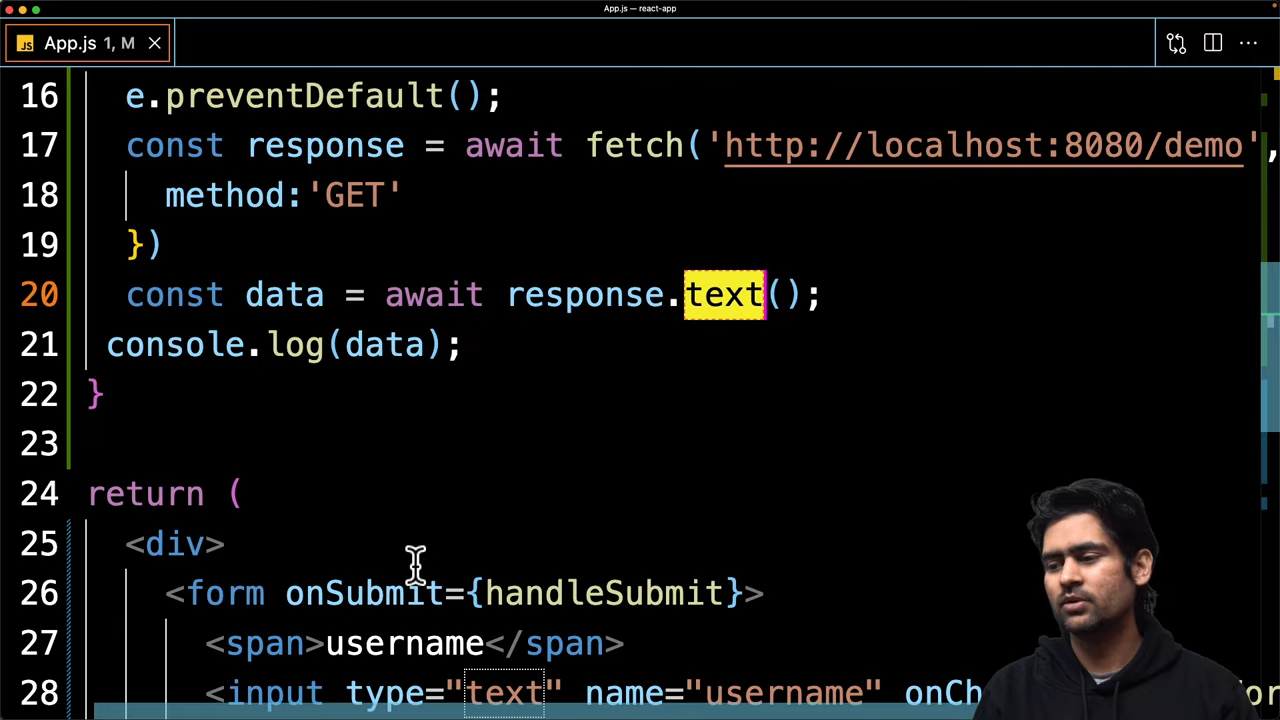 App.js — react-app
JS App.js 1, M
16 e.preventDefault();
17 const response = await fetch('http://localhost:8080/demo',
18 method:'GET'
19 })
20 const data = await response.text();
21 console.log(data);
22 }
23
24 return (
25 <div>
26 <form onSubmit={handleSubmit}>
27 <span>username</span>
28 <input type="text" name="username" onCh